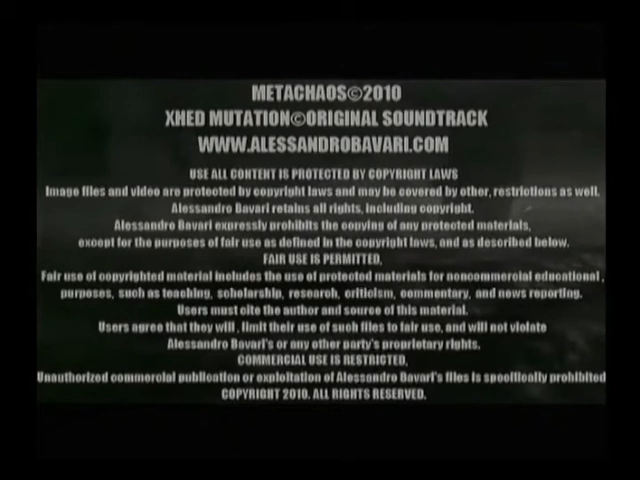 METACHAOS©2010
XHED MUTATION©ORIGINAL SOUNDTRACK
WWW.ALESSANDROBAVARI.COM
USE ALL CONTENT IS PROTECTED BY COPYRIGHT LAWS
Image files and video are protected by copyright laws and may be covered by other, restrictions as well.
Alessandro Bavari retains all rights, including copyright.
Alessandro Bavari expressly prohibits the copying of any protected materials,
except for the purposes of fair use as defined in the copyright laws, and as described below.
FAIR USE IS PERMITTED,
Fair use of copyrighted material includes the use of protected materials for noncommercial educational ,
purposes, such as teaching, scholarship, research, criticism, commentary, and news reporting.
Users must cite the author and source of this material.
Users agree that they will , limit their use of such files to fair use, and will not violate
Alessandro Bavari's or any other party's proprietary rights.
COMMERCIAL USE IS RESTRICTED,
Unauthorized commercial publication or exploitation of Alessandro Bavari's files is specifically prohibited
COPYRIGHT 2010. ALL RIGHTS RESERVED.